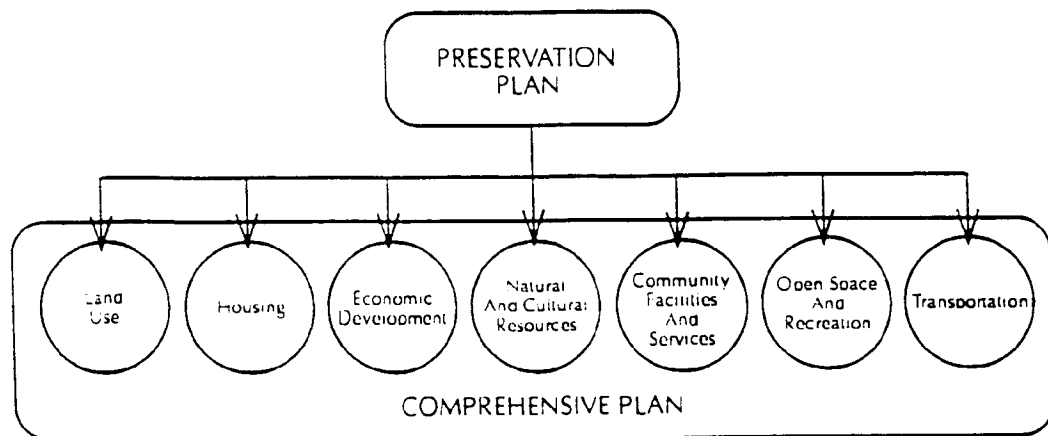 PRESERVATION
PLAN
Land
Use
Housing
Economic
Development
Natural
And Cultural
Resources
Community
Facilities
And
Services
Open Space
And
Recreation
Transportation
COMPREHENSIVE PLAN